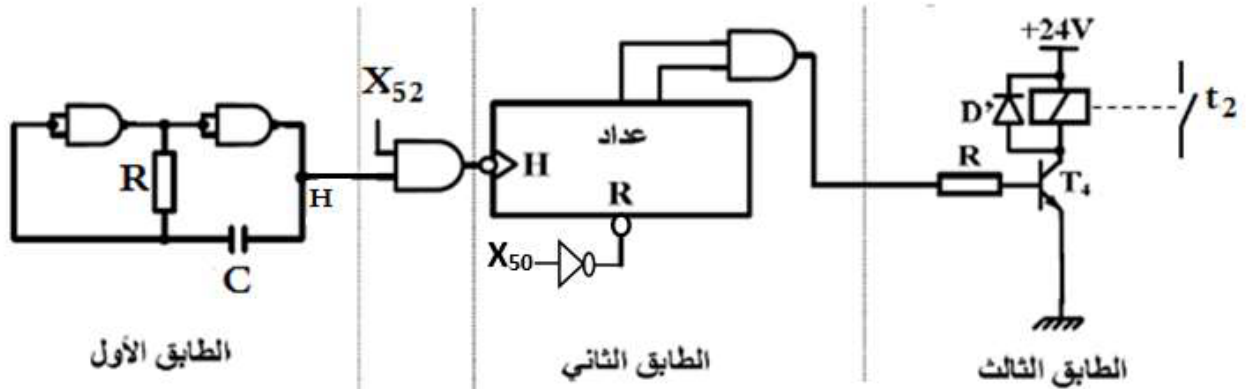 +24V
X52
عداد
D'
t2
R
H
R
T4
H
R
C
X50
الطابق الأول
الطابق الثاني
الطابق الثالث